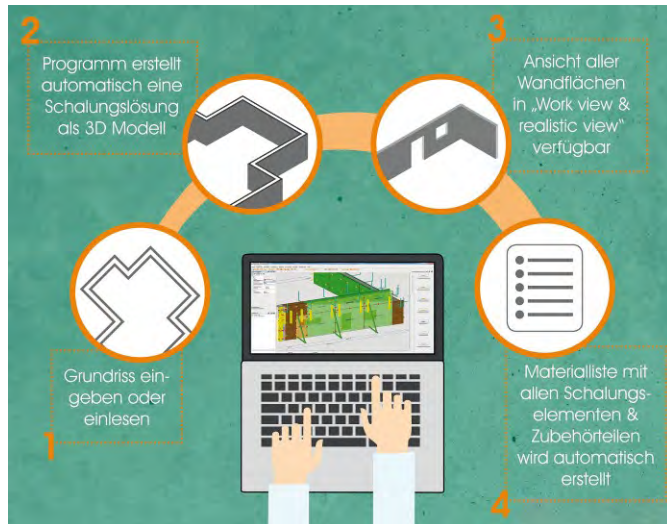 1
Grundriss ein-
geben oder
einlesen
2
Programm erstellt
automatisch eine
Schalungslösung
als 3D Modell
3
Ansicht aller
Wandflächen
in „Work view &
realistic view“
verfügbar
4
Materialliste mit
allen Schalungs-
elementen &
Zubehörteilen
wird automatisch
erstellt